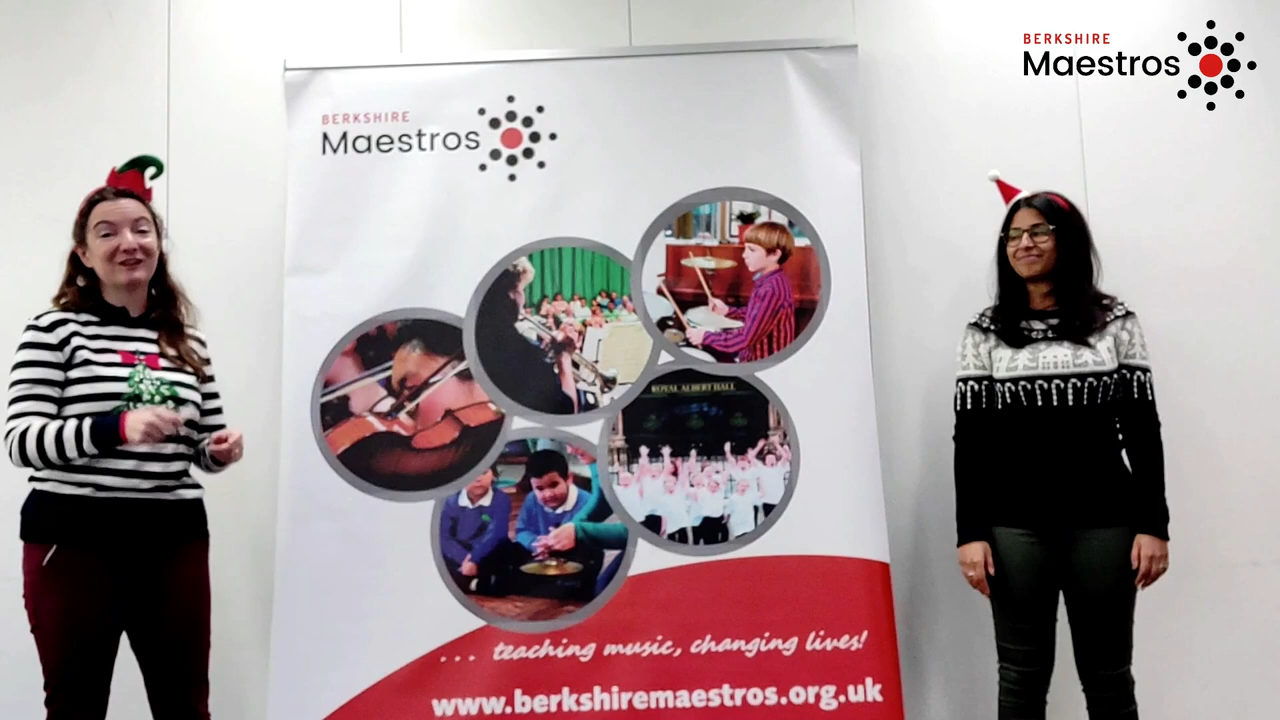 BERKSHIRE
Maestros
BERKSHIRE
Maestros
ROYAL ALBERT HALL
... teaching music, changing lives!
www.berkshiremaestros.org.uk